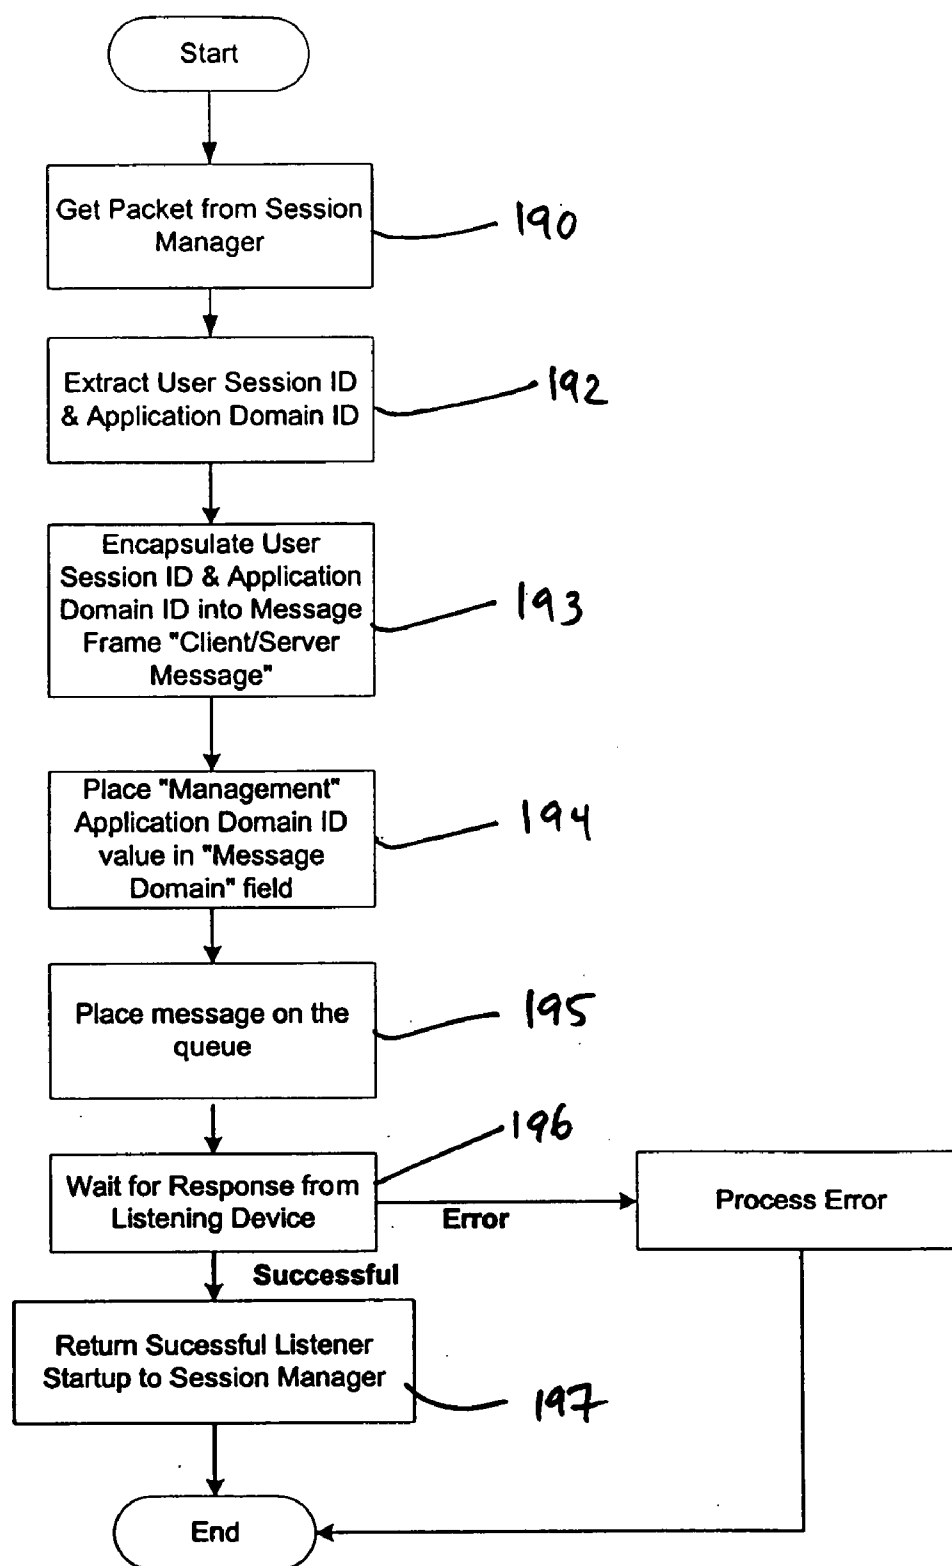 Start
Get Packet from Session
Manager
190
Extract User Session ID
& Application Domain ID
192
Encapsulate User
Session ID & Application
Domain ID into Message
Frame "Client/Server
Message"
193
Place "Management"
Application Domain ID
value in "Message
Domain" field
194
Place message on the
queue
195
196
Wait for Response from
Listening Device
Error
Process Error
Successful
Return Sucessful Listener
Startup to Session Manager
197
End